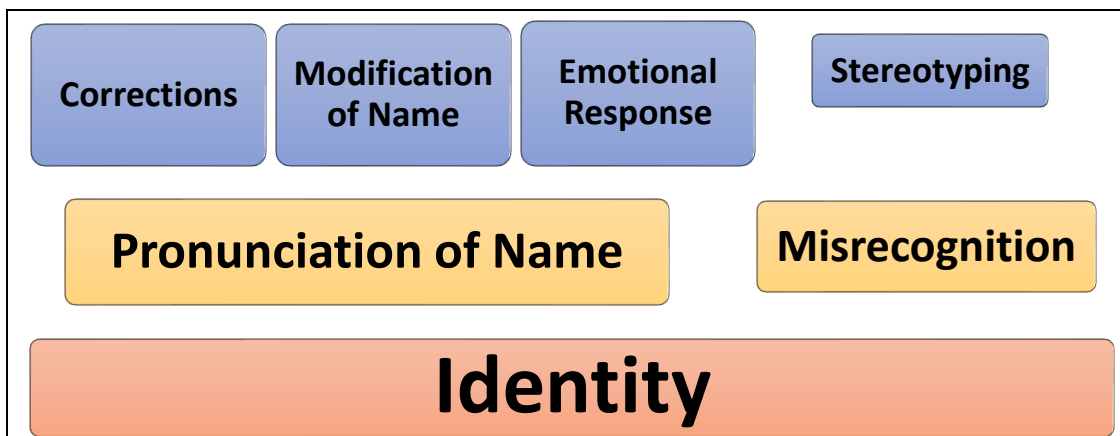 Corrections
Modification
of Name
Emotional
Response
Stereotyping
Pronunciation of Name
Misrecognition
Identity